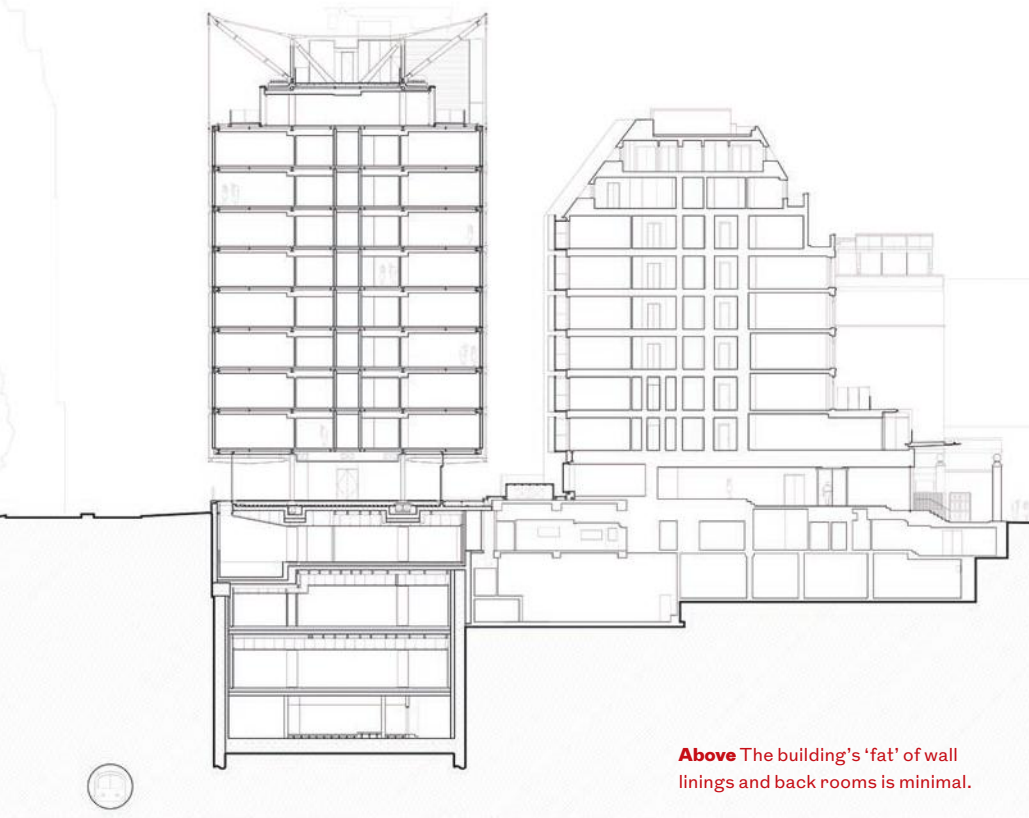 Above The building’s ‘fat’ of wall
linings and back rooms is minimal.